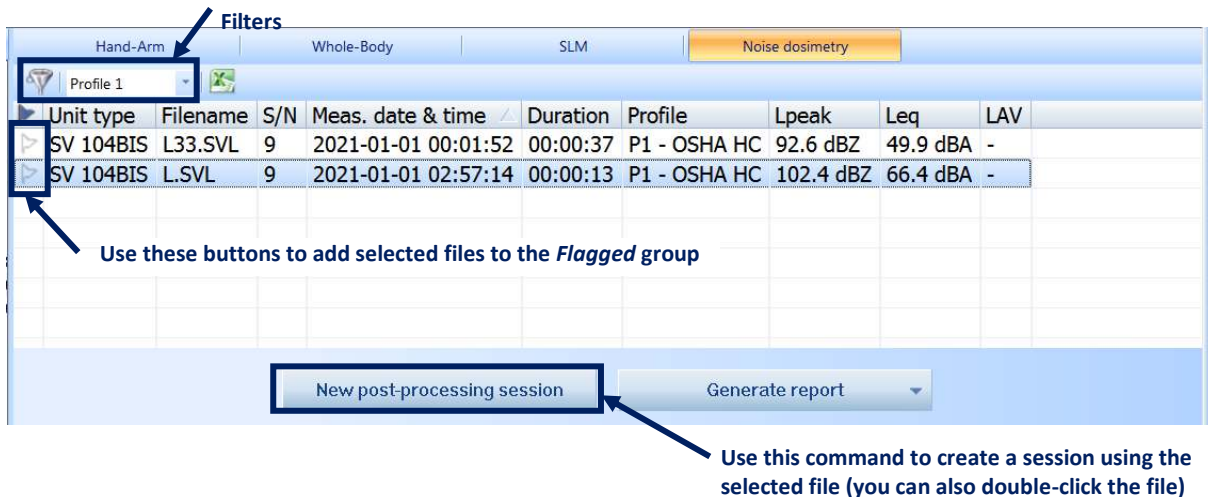 Filters
Hand-Arm Whole-Body SLM Noise dosimetry
Profile 1
Unit type Filename S/N Meas. date & time Duration Profile Lpeak Leq LAV
SV 104BIS L33.SVL 9 2021-01-01 00:01:52 00:00:37 P1 - OSHA HC 92.6 dBZ 49.9 dBA -
SV 104BIS L.SVL 9 2021-01-01 02:57:14 00:00:13 P1 - OSHA HC 102.4 dBZ 66.4 dBA -
Use these buttons to add selected files to the Flagged group
New post-processing session Generate report
Use this command to create a session using the
selected file (you can also double-click the file)